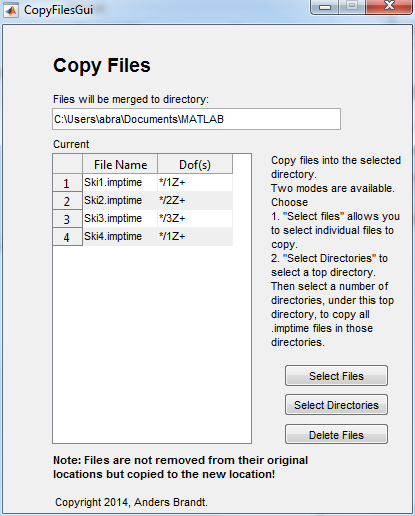 CopyFilesGui
Copy Files
Files will be merged to directory:
C:\Users\abra\Documents\MATLAB
Current
File Name Dof(s)
1 Ski1.imptime */1Z+
2 Ski2.imptime */2Z+
3 Ski3.imptime */3Z+
4 Ski4.imptime */1Z+
Copy files into the selected
directory.
Two modes are available.
Choose
1. "Select files" allows you
to select individual files to
copy.
2. "Select Directories" to
select a top directory.
Then select a number of
directories, under this top
directory, to copy all
.imptime files in those
directories.
Select Files
Select Directories
Delete Files
Note: Files are not removed from their original
locations but copied to the new location!
Copyright 2014, Anders Brandt.